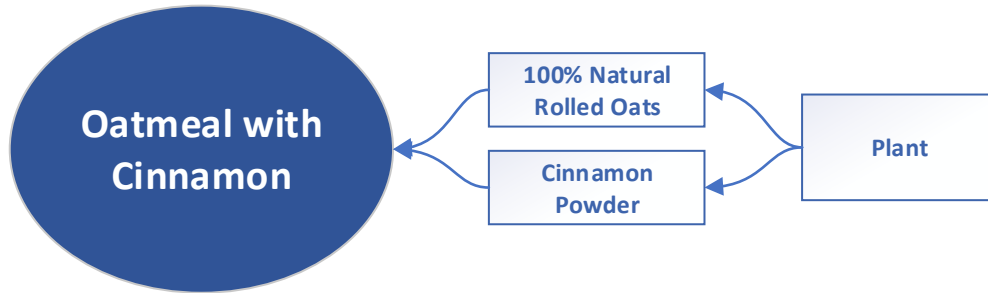 Oatmeal with
Cinnamon
100% Natural
Rolled Oats
Cinnamon
Powder
Plant